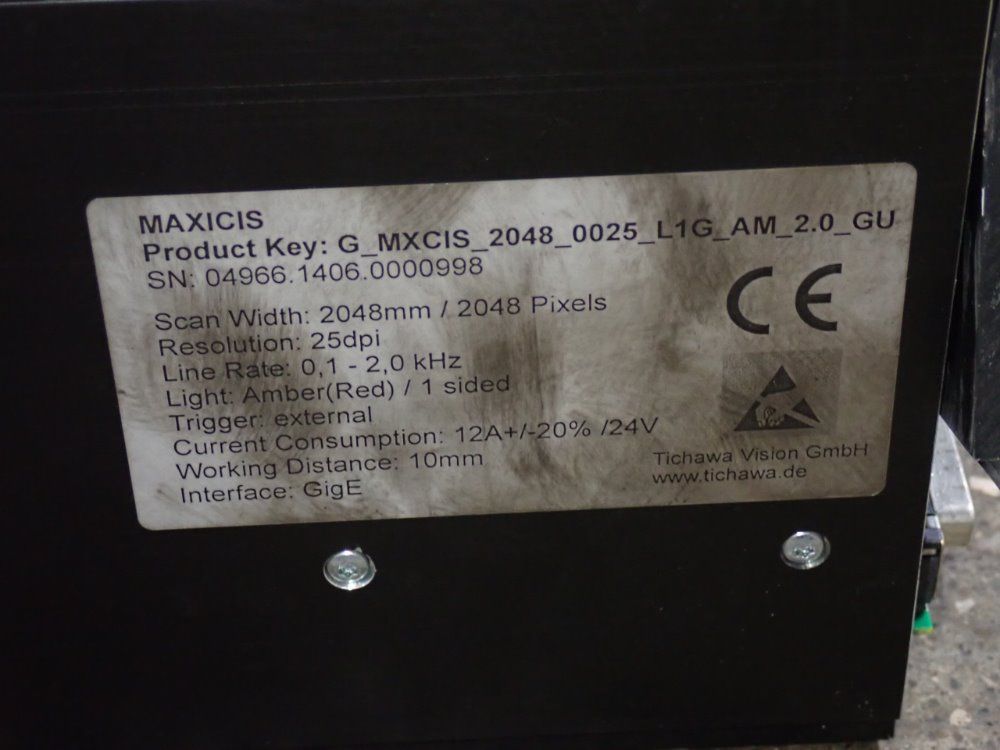 MAXICIS
Product Key: G_MXCIS_2048_0025_L1G_AM_2.0_GU
SN: 04966.1406.0000998
Scan Width: 2048mm / 2048 Pixels
Resolution: 25dpi
Line Rate: 0,1 - 2,0 kHz
Light: Amber(Red) / 1 sided
Trigger: external
Current Consumption: 12A+/-20% /24V
Working Distance: 10mm
Interface: GigE
CE
Tichawa Vision GmbH
www.tichawa.de